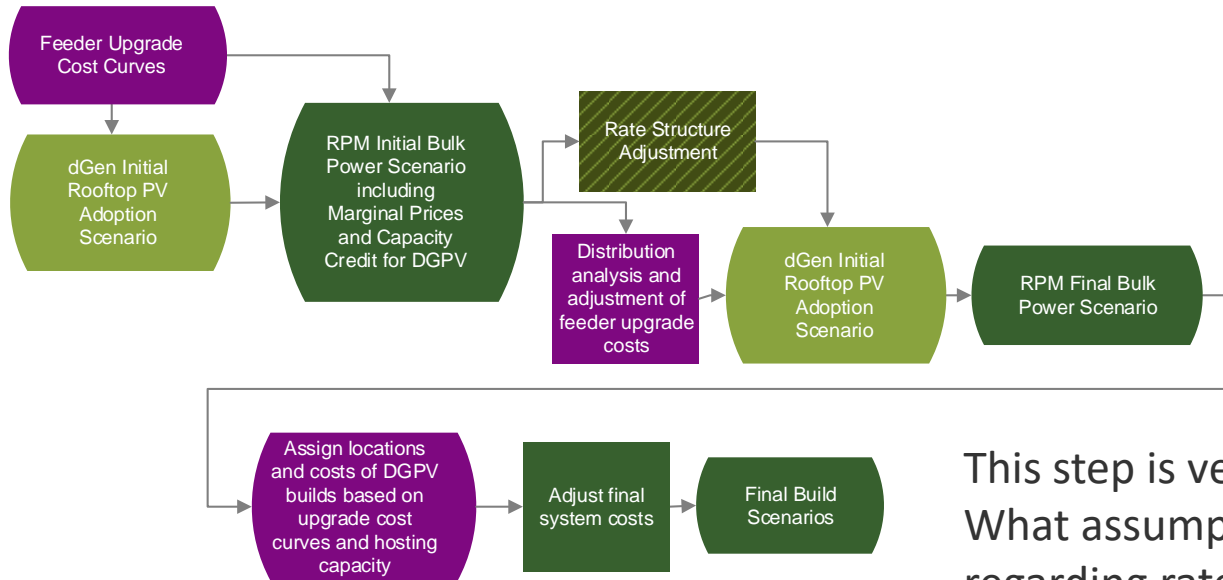 Feeder Upgrade
Cost Curves
dGen Initial
Rooftop PV
Adoption
Scenario
RPM Initial Bulk
Power Scenario
including
Marginal Prices
and Capacity
Credit for DGPV
Rate Structure
Adjustment
Distribution
analysis and
adjustment of
feeder upgrade
costs
dGen Initial
Rooftop PV
Adoption
Scenario
RPM Final Bulk
Power Scenario
Assign locations
and costs of DGPV
builds based on
upgrade cost
curves and hosting
capacity
Adjust final
system costs
Final Build
Scenarios
This step is ve
What assump
regarding rate